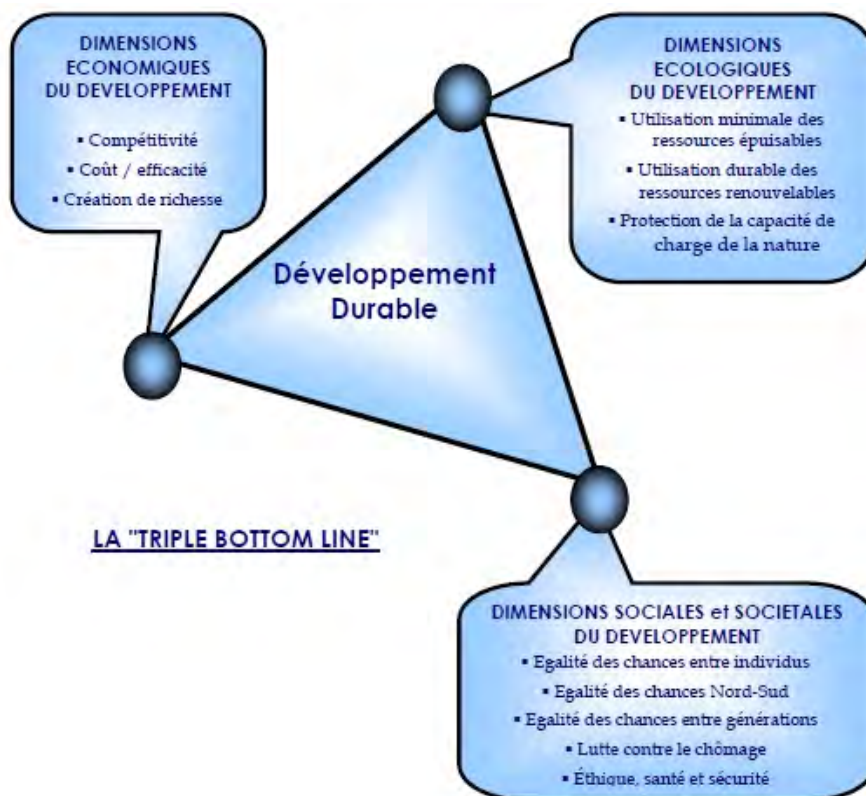 DIMENSIONS
ECONOMIQUES
DU DEVELOPPEMENT
▪ Compétitivité
▪ Coût / efficacité
▪ Création de richesse
DIMENSIONS
ECOLOGIQUES
DU DEVELOPPEMENT
▪ Utilisation minimale des
ressources épuisables
▪ Utilisation durable des
ressources renouvelables
▪ Protection de la capacité de
charge de la nature
Développement
Durable
LA "TRIPLE BOTTOM LINE"
DIMENSIONS SOCIALES et SOCIETALES
DU DEVELOPPEMENT
▪ Egalité des chances entre individus
▪ Egalité des chances Nord-Sud
▪ Egalité des chances entre générations
▪ Lutte contre le chômage
▪ Éthique, santé et sécurité